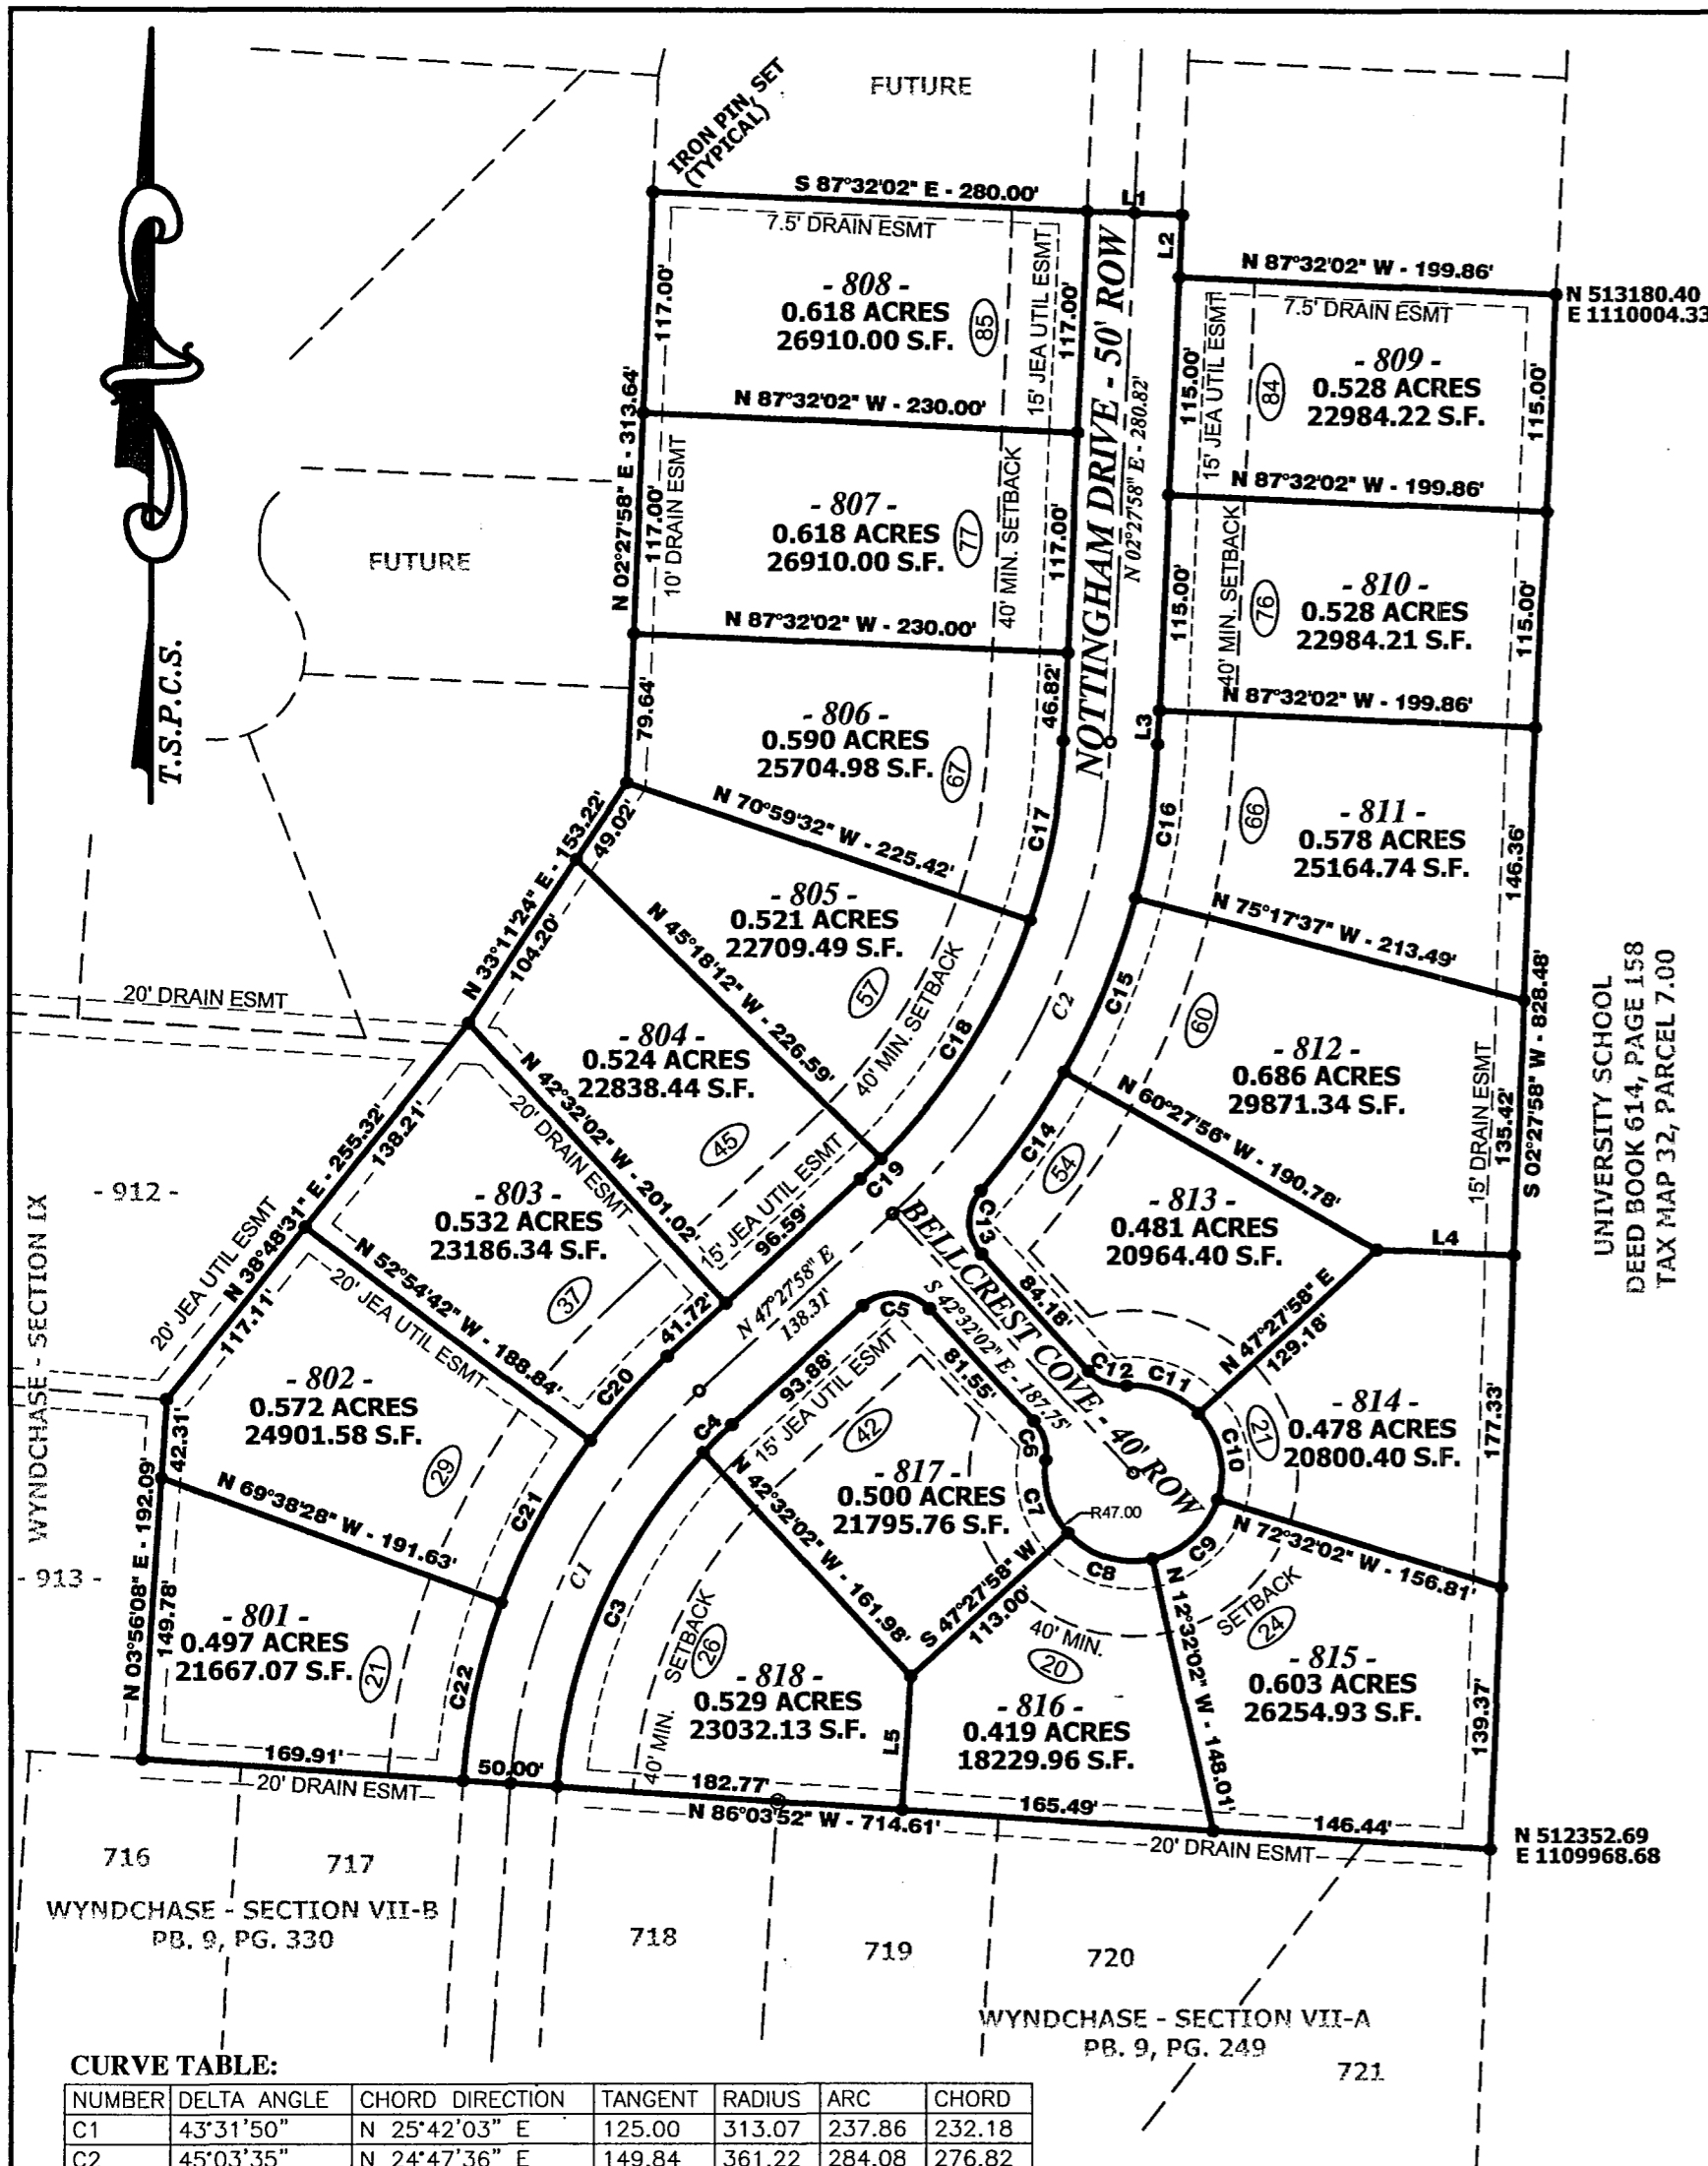 FUTURE
IRON PIN, SET
(TYPICAL)
S 87°32'02" E - 280.00'
L1
7.5' DRAIN ESMT
L2
N 87°32'02" W - 199.86'
N 513180.40
E 1110004.33
7.5' DRAIN ESMT
- 808 -
0.618 ACRES
26910.00 S.F.
85
117.00'
117.00'
15' JEA UTIL ESMT
NOTTINGHAM DRIVE - 50' ROW
N 02°27'58" E - 280.82'
15' JEA UTIL ESMT
115.00'
- 809 -
0.528 ACRES
22984.22 S.F.
84
115.00'
N 02°27'58" E - 313.64'
N 87°32'02" W - 230.00'
10' DRAIN ESMT
117.00'
40' MIN. SETBACK
117.00'
N 87°32'02" W - 199.86'
FUTURE
- 807 -
0.618 ACRES
26910.00 S.F.
77
115.00'
40' MIN. SETBACK
- 810 -
0.528 ACRES
22984.21 S.F.
76
115.00'
T.S.P.C.S.
N 87°32'02" W - 230.00'
79.64'
46.82'
N 87°32'02" W - 199.86'
L3
- 806 -
0.590 ACRES
25704.98 S.F.
67
N 70°59'32" W - 225.42'
C17
C16
66
- 811 -
0.578 ACRES
25164.74 S.F.
146.36'
N 33°11'24" E - 153.22'
49.02'
104.20'
- 805 -
0.521 ACRES
22709.49 S.F.
57
N 45°18'12" W - 226.59'
40' MIN. SETBACK
C18
C2
C15
N 75°17'37" W - 213.49'
20' DRAIN ESMT
- 804 -
0.524 ACRES
22838.44 S.F.
45
60
- 812 -
0.686 ACRES
29871.34 S.F.
15' DRAIN ESMT
135.42'
S 02°27'58" W - 828.48'
UNIVERSITY SCHOOL
DEED BOOK 614, PAGE 158
TAX MAP 32, PARCEL 7.00
N 42°32'02" W - 201.02'
20' DRAIN ESMT
15' JEA UTIL ESMT
96.59'
C19
C14
54
N 60°27'56" W - 190.78'
- 912 -
20' JEA UTIL ESMT
N 38°48'31" E - 255.32'
138.21'
- 803 -
0.532 ACRES
23186.34 S.F.
37
C13
- 813 -
0.481 ACRES
20964.40 S.F.
L4
WYNDCHASE - SECTION IX
117.11'
N 52°54'42" W - 188.84'
20' JEA UTIL ESMT
41.72'
N 47°27'58" E
138.31'
C5
BELLCREST COVE - 40' ROW
S 42°32'02" E - 187.75'
84.18'
C12
C11
N 47°27'58" E
129.18'
- 802 -
0.572 ACRES
24901.58 S.F.
29
C20
93.88'
15' JEA UTIL ESMT
81.55'
C4
42
C6
C10
21
- 814 -
0.478 ACRES
20800.40 S.F.
177.33'
42.31'
N 69°38'28" W - 191.63'
C21
- 817 -
0.500 ACRES
21795.76 S.F.
C7
R47.00
C9
C8
N 72°32'02" W - 156.81'
N 03°56'08" E - 192.09'
149.78'
- 913 -
- 801 -
0.497 ACRES
21667.07 S.F.
21
C22
C1
C3
N 42°32'02" W - 161.98'
S 47°27'58" W
113.00'
40' MIN.
SETBACK
24
20
40' MIN. SETBACK
26
- 818 -
0.529 ACRES
23032.13 S.F.
L5
- 816 -
0.419 ACRES
18229.96 S.F.
N 12°32'02" W - 148.01'
- 815 -
0.603 ACRES
26254.93 S.F.
139.37'
169.91'
50.00'
182.77'
165.49'
146.44'
20' DRAIN ESMT
N 86°03'52" W - 714.61'
20' DRAIN ESMT
N 512352.69
E 1109968.68
716
717
WYNDCHASE - SECTION VII-B
PB. 9, PG. 330
718
719
720
WYNDCHASE - SECTION VII-A
PB. 9, PG. 249
721
CURVE TABLE:
NUMBER DELTA ANGLE CHORD DIRECTION TANGENT RADIUS ARC CHORD
C1 43°31'50" N 25°42'03" E 125.00 313.07 237.86 232.18
C2 45°03'35" N 24°47'36" E 149.84 361.22 284.08 276.82